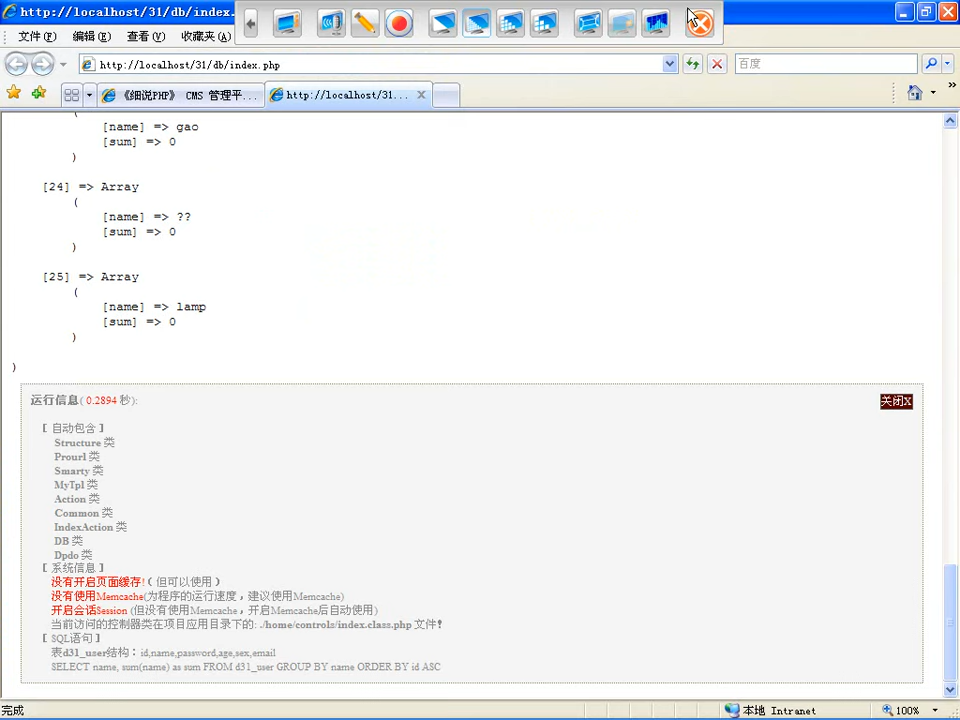 http://localhost/31/db/index.
文件(F) 编辑(E) 查看(V) 收藏夹(A)
http://localhost/31/db/index.php
百度
《细说PHP》 CMS 管理平...
http://localhost/31...
(
[name] => gao
[sum] => 0
)
[24] => Array
(
[name] => ??
[sum] => 0
)
[25] => Array
(
[name] => lamp
[sum] => 0
)
)
运行信息( 0.2894 秒):
关闭X
[ 自动包含 ]
Structure 类
Prourl 类
Smarty 类
MyTpl 类
Action 类
Common 类
IndexAction 类
DB 类
Dpdo 类
[ 系统信息 ]
没有开启页面缓存!( 但可以使用 )
没有使用Memcache(为程序的运行速度，建议使用Memcache)
开启会话Session (但没有使用Memcache，开启Memcache后自动使用)
当前访问的控制器类在项目应用目录下的: ./home/controls/index.class.php 文件!
[ SQL语句 ]
表d31_user结构：id,name,password,age,sex,email
SELECT name, sum(name) as sum FROM d31_user GROUP BY name ORDER BY id ASC
完成
本地 Intranet
100%